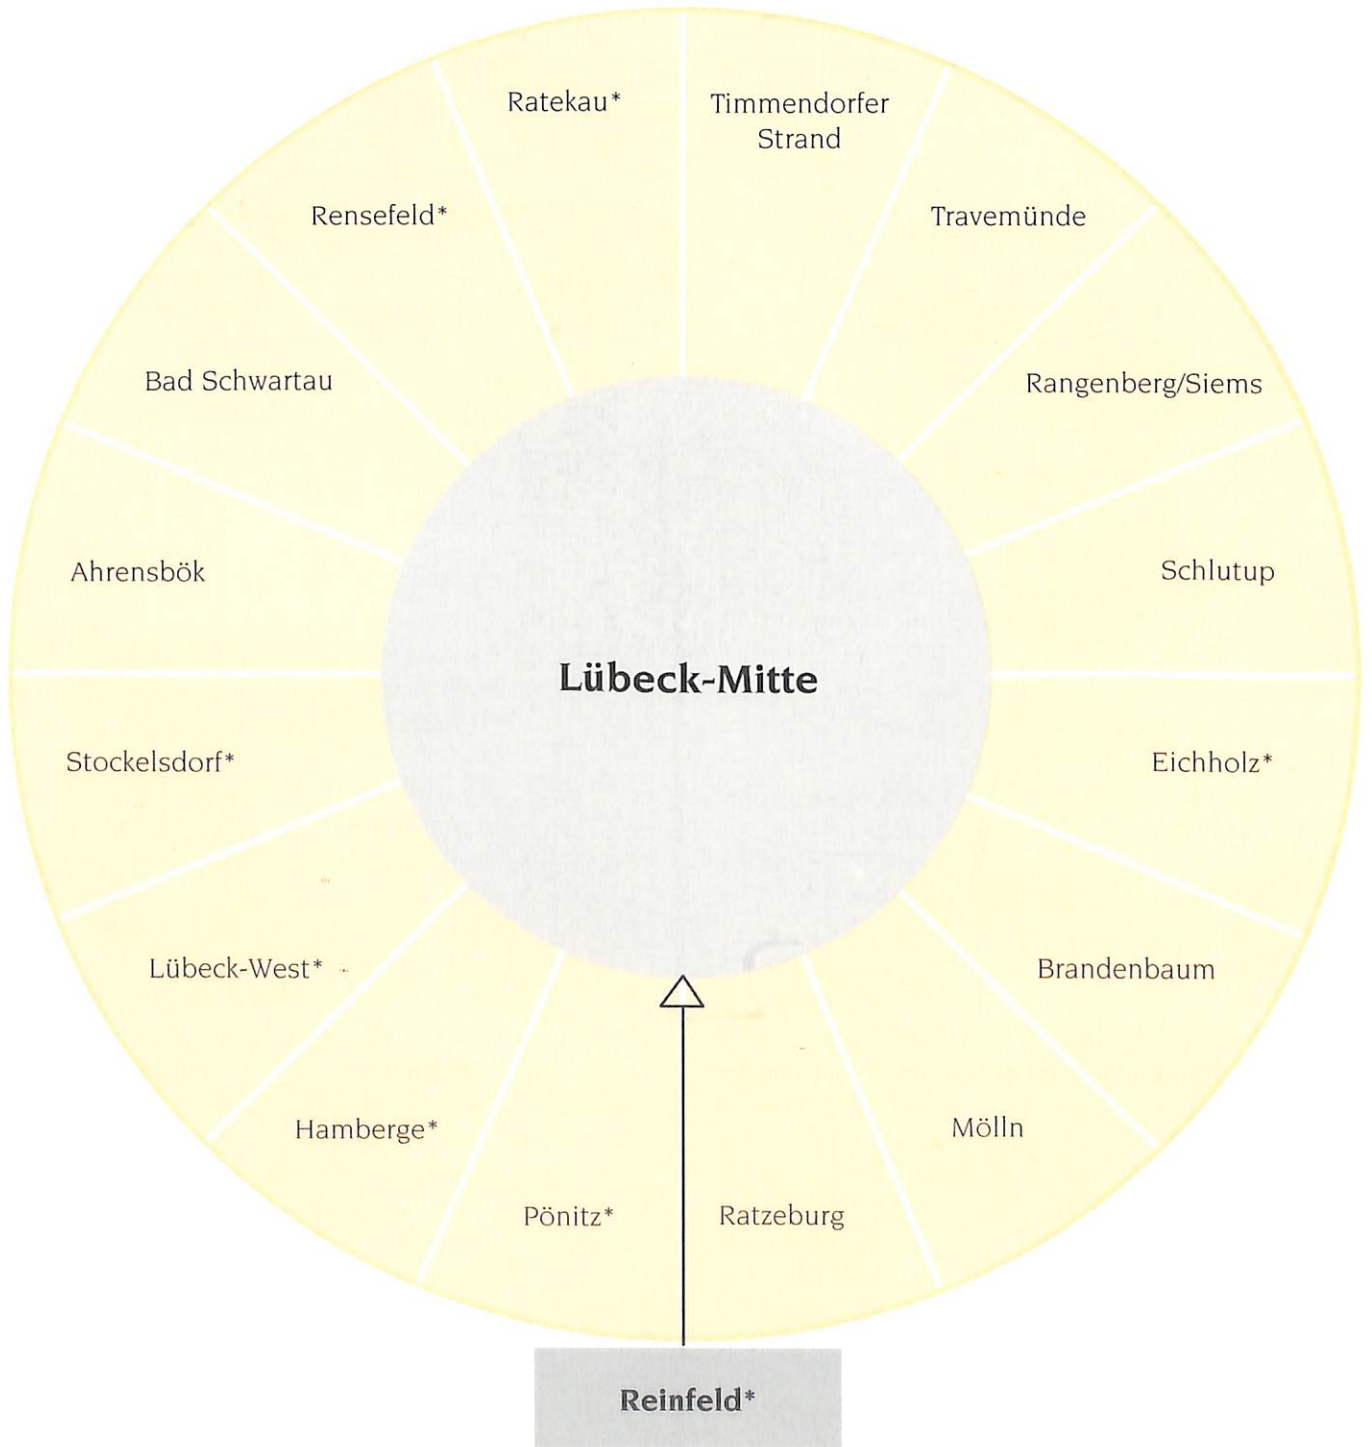 Ratekau*
Timmendorfer
Strand
Rensefeld*
Travemünde
Bad Schwartau
Rangenberg/Siems
Ahrensbök
Schlutup
Lübeck-Mitte
Stockelsdorf*
Eichholz*
Lübeck-West*
Brandenbaum
Hamberge*
Mölln
Pönitz*
Ratzeburg
Reinfeld*